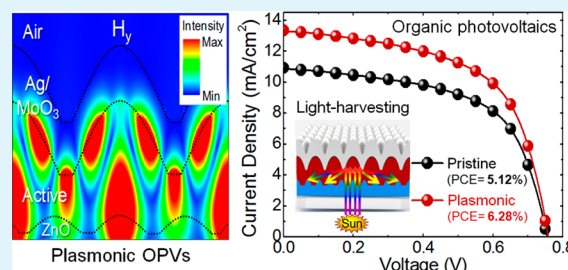 Intensity
Max
Min
Air
Hy
Ag/
MoO3
Active
ZnO
Plasmonic OPVs
Organic photovoltaics
Light-harvesting
Pristine
(PCE= 5.12%)
Plasmonic
(PCE= 6.28%)
Sun
Current Density (mA/cm2)
14
12
10
8
6
4
2
0
0.0 0.2 0.4 0.6 0.8
Voltage (V)